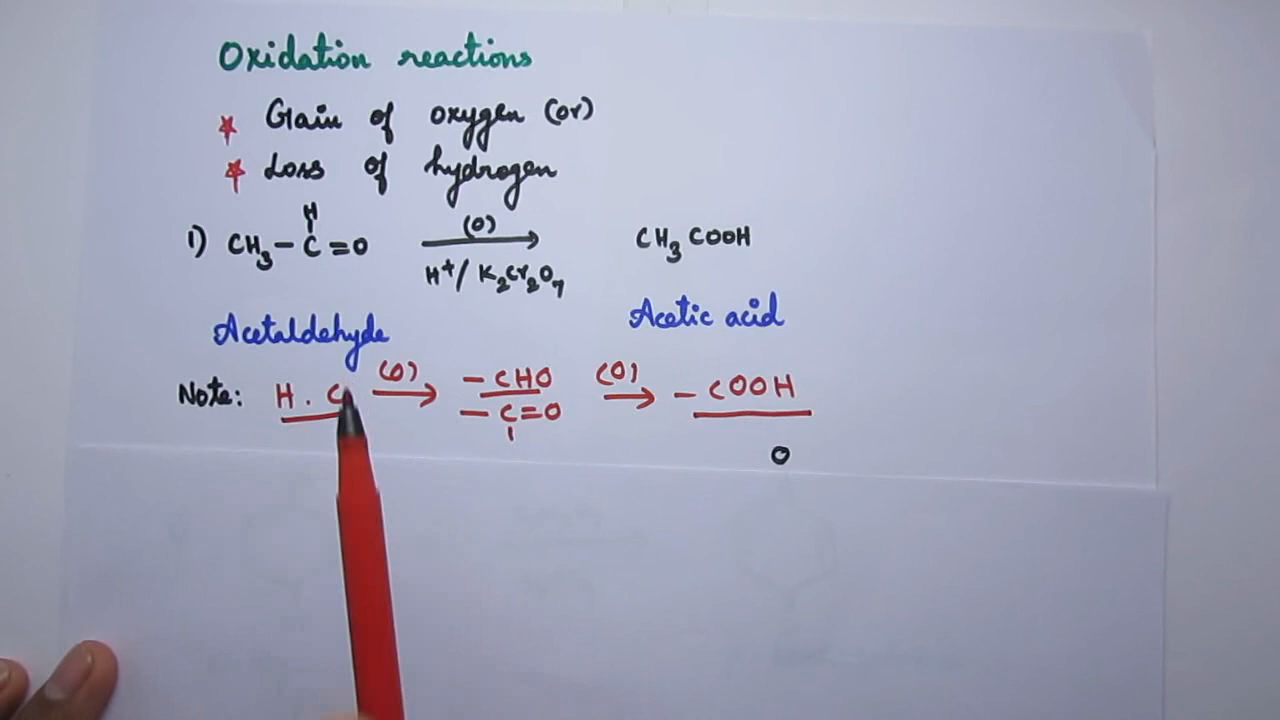 Oxidation reactions
* Gain of oxygen (or)
* Loss of hydrogen
H
1) CH3 - C = O (O) H+/ K2Cr2O7 → CH3COOH
Acetaldehyde Acetic acid
Note: H . C (O) → - CHO (O) → - COOH
- C = O
O